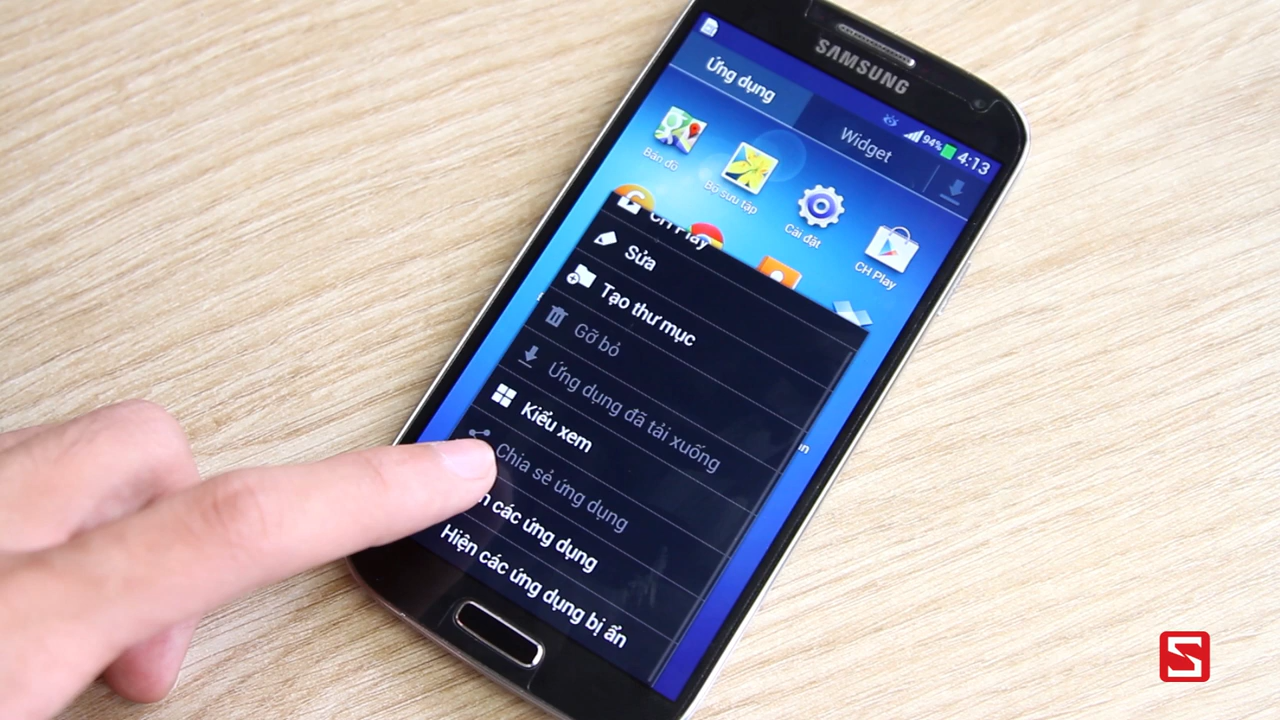 SAMSUNG
94% 4:13
Ứng dụng
Widget
Bản đồ
Bộ sưu tập
Cài đặt
CH Play
CH Play
Sửa
Tạo thư mục
Gỡ bỏ
Ứng dụng đã tải xuống
Kiểu xem
Chia sẻ ứng dụng
các ứng dụng
Hiện các ứng dụng bị ẩn